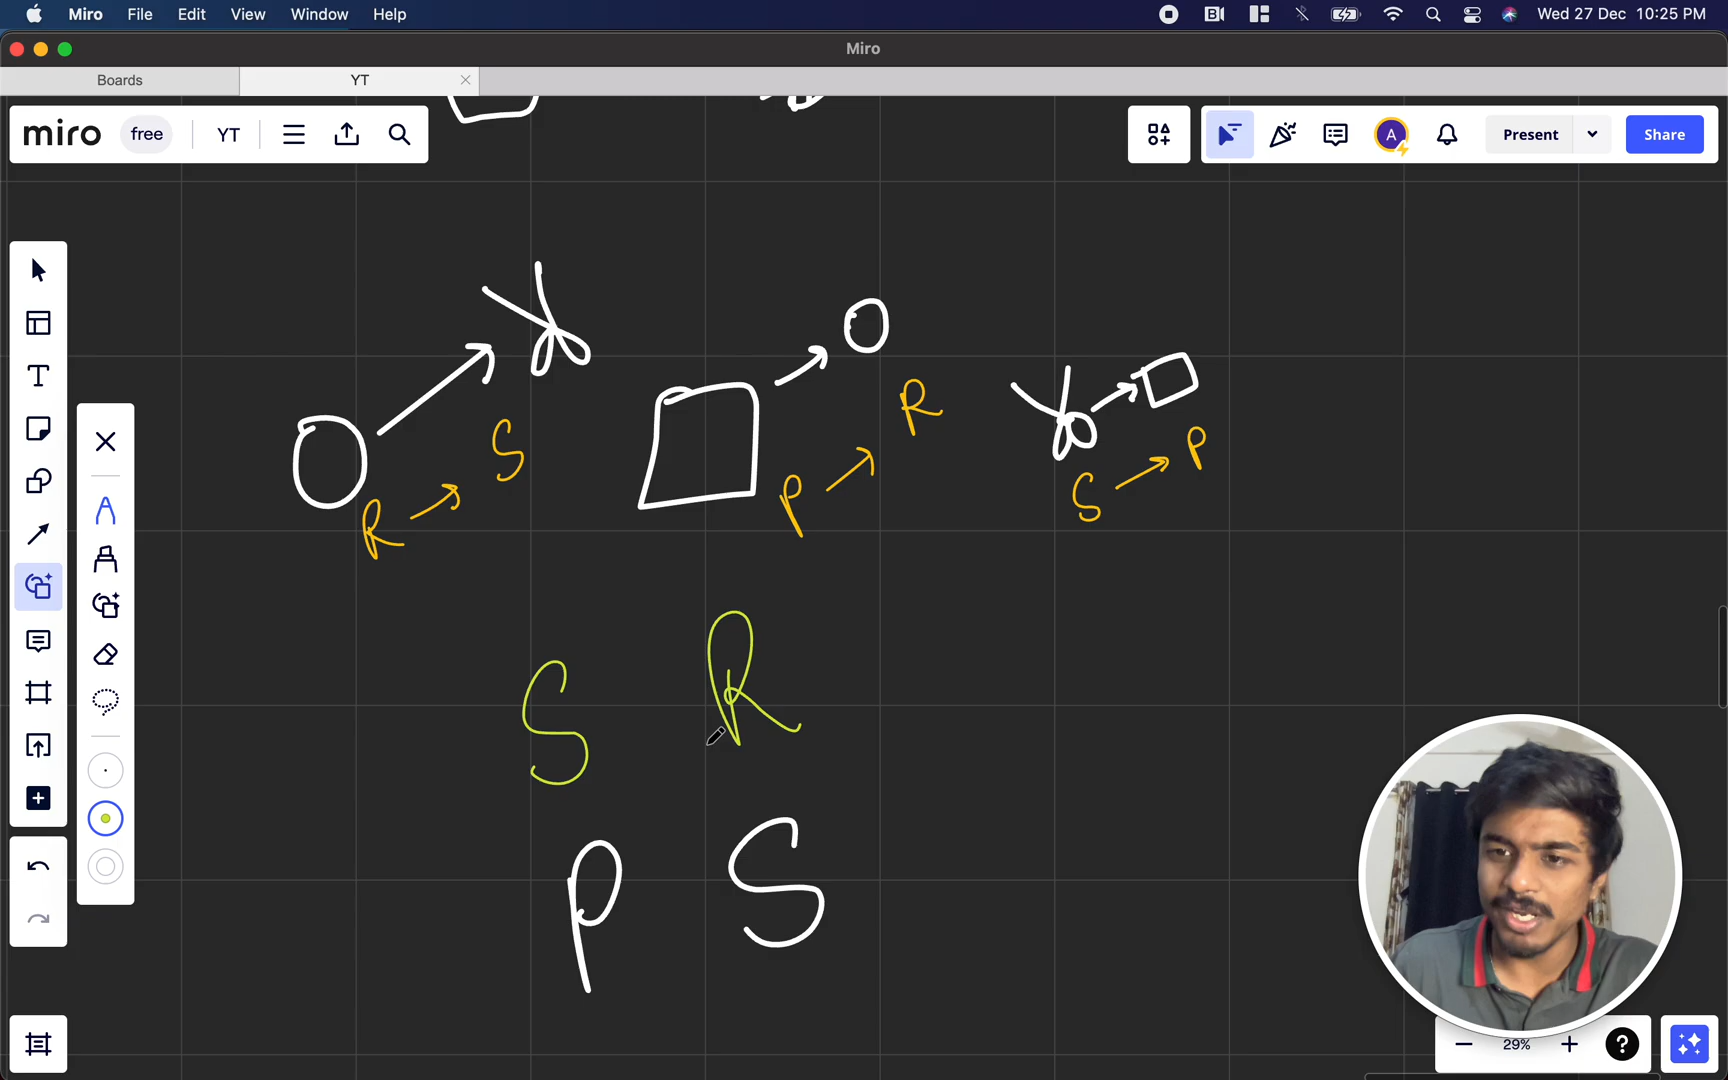 Miro File Edit View Window Help Wed 27 Dec 10:25 PM
Miro
Boards YT
miro free YT A Present Share
R → S
P → R
S → P
S R
P S
29%